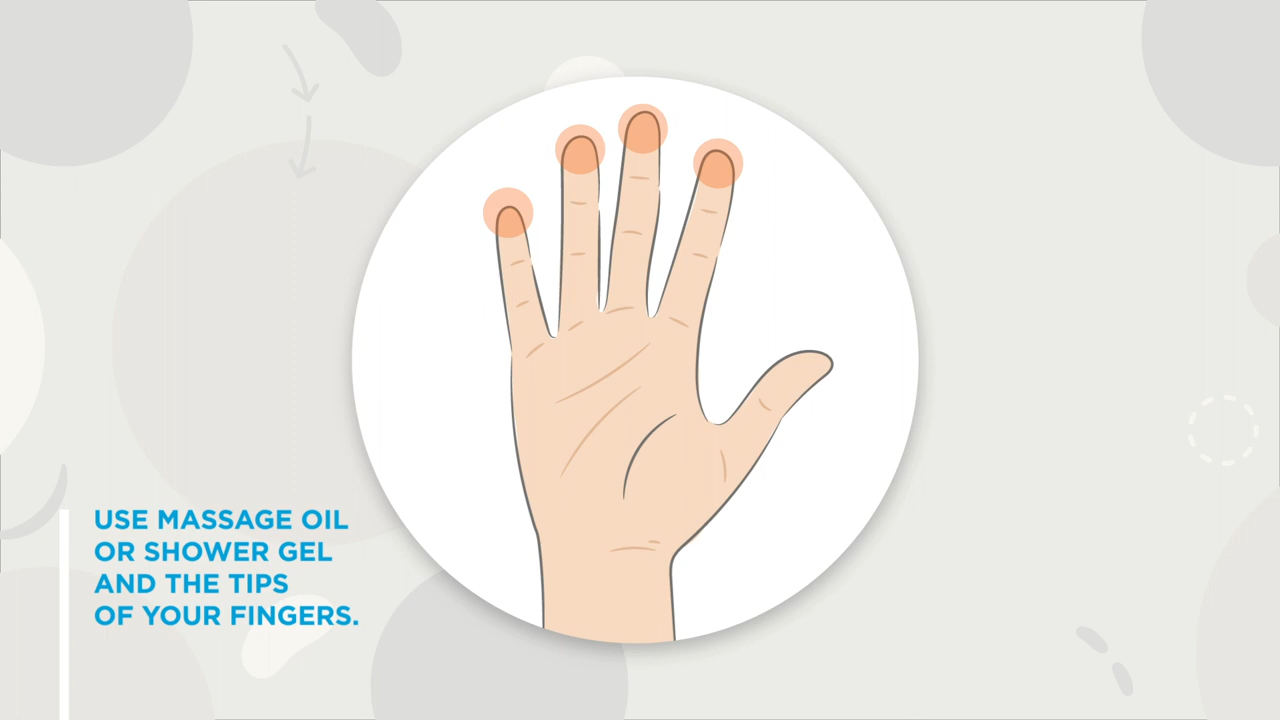 USE MASSAGE OIL
OR SHOWER GEL
AND THE TIPS
OF YOUR FINGERS.